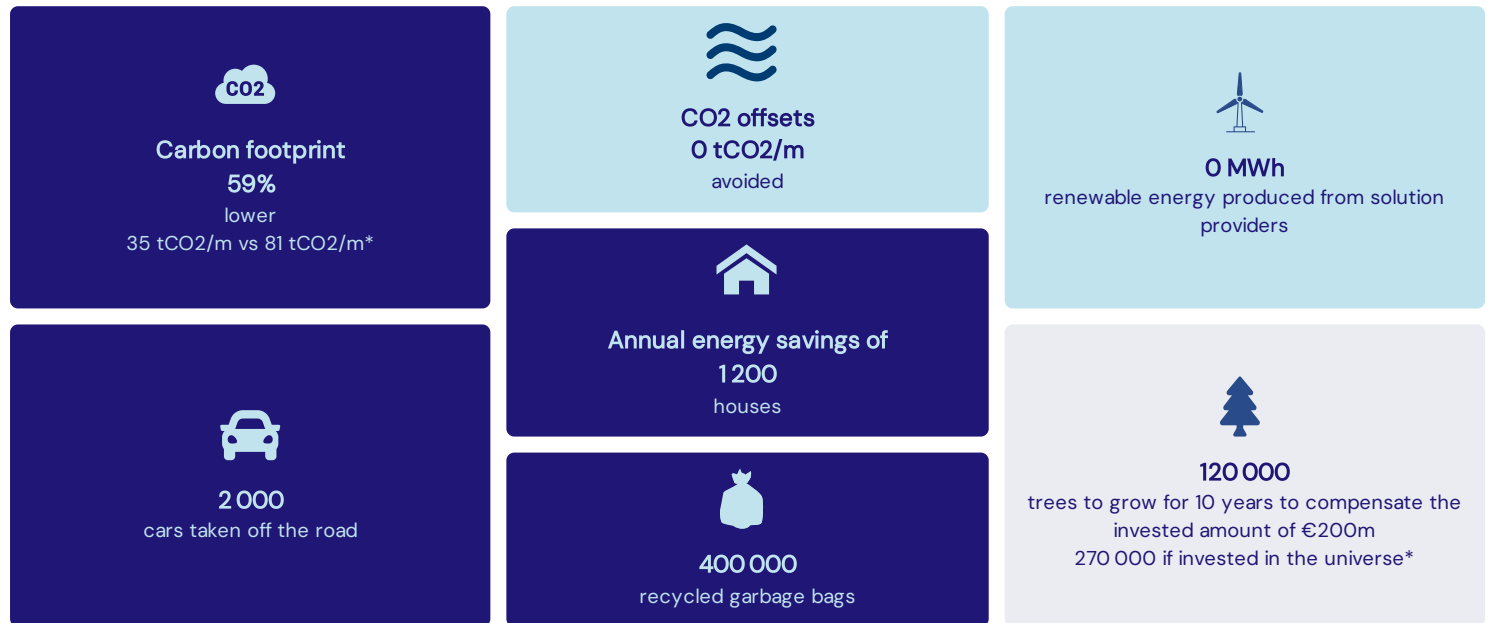 CO2
Carbon footprint
59%
lower
35 tCO2/m vs 81 tCO2/m*
CO2 offsets
0 tCO2/m
avoided
0 MWh
renewable energy produced from solution
providers
Annual energy savings of
1 200
houses
2 000
cars taken off the road
400 000
recycled garbage bags
120 000
trees to grow for 10 years to compensate the
invested amount of €200m
270 000 if invested in the universe*